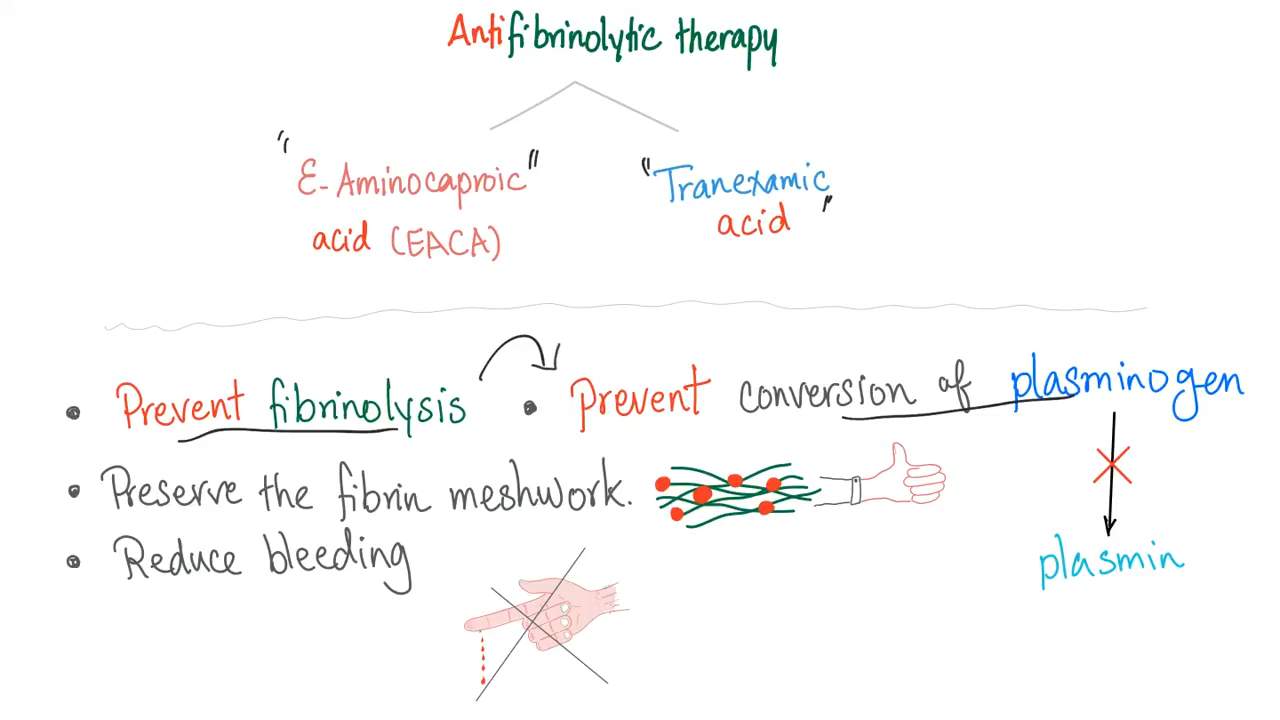 Antifibrinolytic therapy
"Ɛ-Aminocaproic" "Tranexamic
acid (EACA) acid"
• Prevent fibrinolysis • Prevent conversion of plasminogen
• Preserve the fibrin meshwork.
• Reduce bleeding
plasmin